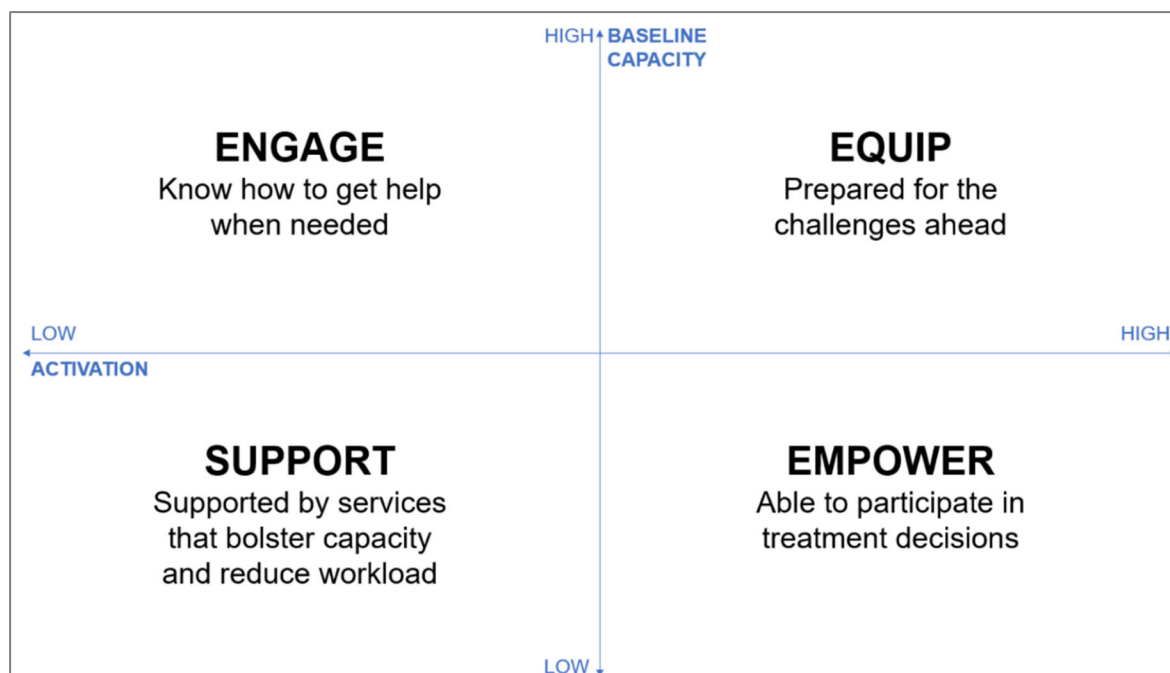 HIGH
BASELINE
CAPACITY
ENGAGE
Know how to get help
when needed
EQUIP
Prepared for the
challenges ahead
LOW
HIGH
ACTIVATION
SUPPORT
Supported by services
that bolster capacity
and reduce workload
EMPOWER
Able to participate in
treatment decisions
LOW